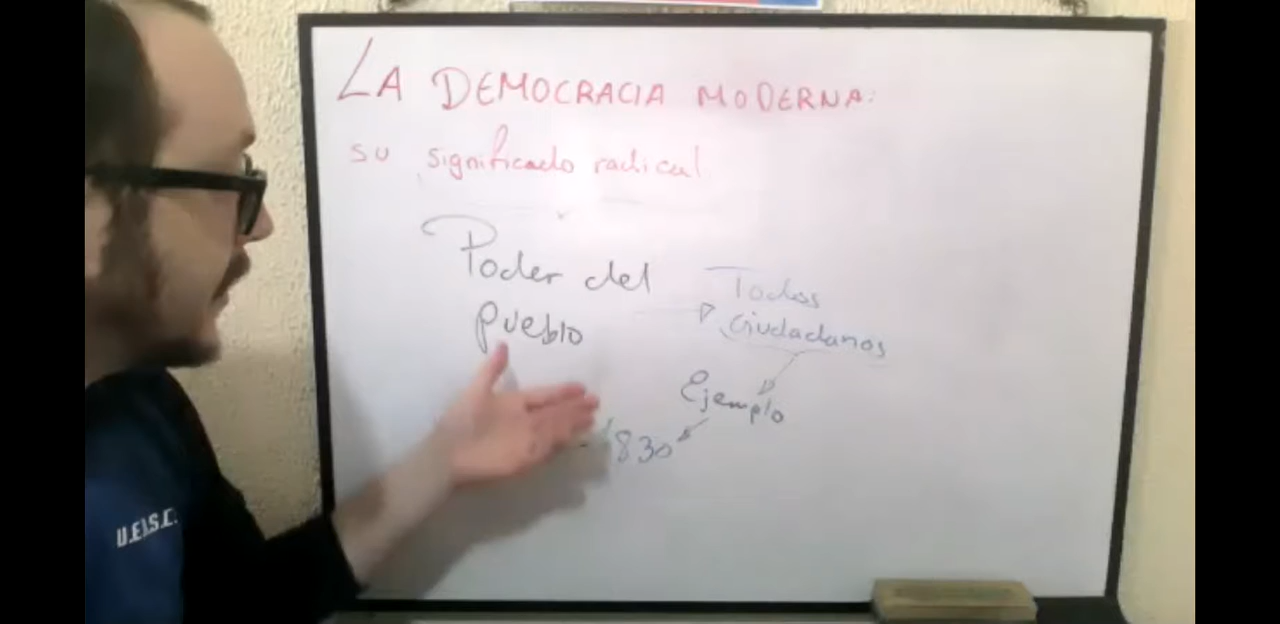 LA DEMOCRACIA MODERNA:
su significado radical
Poder del
pueblo
Todos
ciudadanos
Ejemplo
- 1830
U.E.I.S.C.